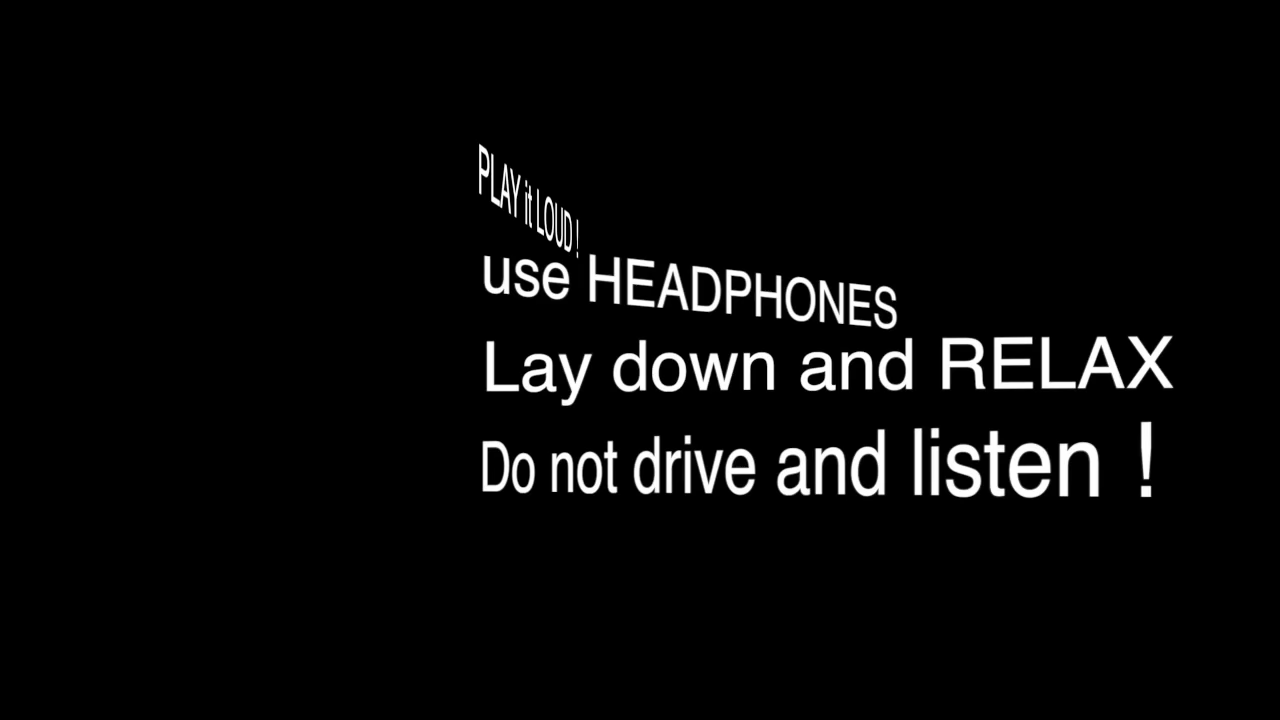 PLAY it LOUD !
use HEADPHONES
Lay down and RELAX
Do not drive and listen !